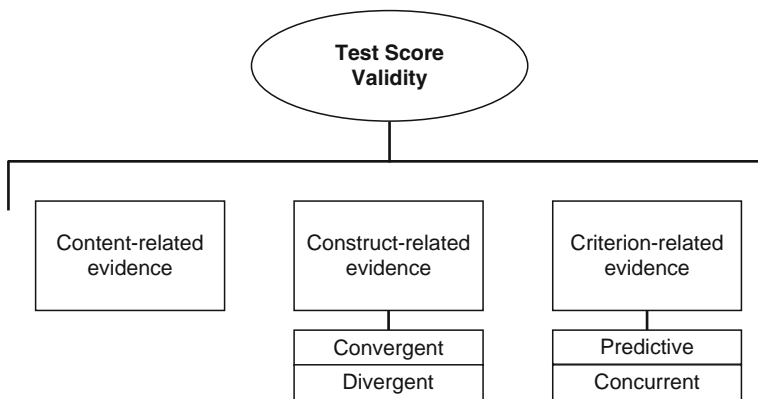 Test Score
Validity
Content-related
evidence
Construct-related
evidence
Criterion-related
evidence
Convergent
Divergent
Predictive
Concurrent